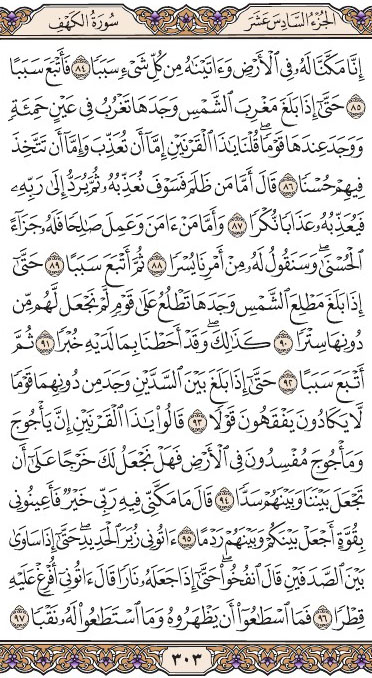 الجزء السادس عشر سورة الكهف
إِنَّا مَكَّنَّا لَهُۥ فِى ٱلْأَرْضِ وَءَاتَيْنَٰهُ مِن كُلِّ شَىْءٍ سَبَبًا ٨٤ فَأَتْبَعَ سَبَبًا
٨٥ حَتَّىٰٓ إِذَا بَلَغَ مَغْرِبَ ٱلشَّمْسِ وَجَدَهَا تَغْرُبُ فِى عَيْنٍ حَمِئَةٍ
وَوَجَدَ عِندَهَا قَوْمًا ۗ قُلْنَا يَٰذَا ٱلْقَرْنَيْنِ إِمَّآ أَن تُعَذِّبَ وَإِمَّآ أَن تَتَّخِذَ
فِيهِمْ حُسْنًا ٨٦ قَالَ أَمَّا مَن ظَلَمَ فَسَوْفَ نُعَذِّبُهُۥ ثُمَّ يُرَدُّ إِلَىٰ رَبِّهِۦ
فَيُعَذِّبُهُۥ عَذَابًا نُّكْرًا ٨٧ وَأَمَّا مَنْ ءَامَنَ وَعَمِلَ صَٰلِحًا فَلَهُۥ جَزَآءً
ٱلْحُسْنَىٰ ۖ وَسَنَقُولُ لَهُۥ مِنْ أَمْرِنَا يُسْرًا ٨٨ ثُمَّ أَتْبَعَ سَبَبًا ٨٩ حَتَّىٰٓ
إِذَا بَلَغَ مَطْلِعَ ٱلشَّمْسِ وَجَدَهَا تَطْلُعُ عَلَىٰ قَوْمٍ لَّمْ نَجْعَل لَّهُم مِّن
دُونِهَا سِتْرًا ٩٠ كَذَٰلِكَ ۖ وَقَدْ أَحَطْنَا بِمَا لَدَيْهِ خُبْرًا ٩١ ثُمَّ
أَتْبَعَ سَبَبًا ٩٢ حَتَّىٰٓ إِذَا بَلَغَ بَيْنَ ٱلسَّدَّيْنِ وَجَدَ مِن دُونِهِمَا قَوْمًا
لَّا يَكَادُونَ يَفْقَهُونَ قَوْلًا ٩٣ قَالُوا۟ يَٰذَا ٱلْقَرْنَيْنِ إِنَّ يَأْجُوجَ
وَمَأْجُوجَ مُفْسِدُونَ فِى ٱلْأَرْضِ فَهَلْ نَجْعَلُ لَكَ خَرْجًا عَلَىٰٓ أَن
تَجْعَلَ بَيْنَنَا وَبَيْنَهُمْ سَدًّا ٩٤ قَالَ مَا مَكَّنِّى فِيهِ رَبِّى خَيْرٌ فَأَعِينُونِى
بِقُوَّةٍ أَجْعَلْ بَيْنَكُمْ وَبَيْنَهُمْ رَدْمًا ٩٥ ءَاتُونِى زُبَرَ ٱلْحَدِيدِ ۖ حَتَّىٰٓ إِذَا سَاوَىٰ
بَيْنَ ٱلصَّدَفَيْنِ قَالَ ٱنفُخُوا۟ ۖ حَتَّىٰٓ إِذَا جَعَلَهُۥ نَارًا قَالَ ءَاتُونِىٓ أُفْرِغْ عَلَيْهِ
قِطْرًا ٩٦ فَمَا ٱسْطَٰعُوٓا۟ أَن يَظْهَرُوهُ وَمَا ٱسْتَطَٰعُوا۟ لَهُۥ نَقْبًا ٩٧
٣٠٣